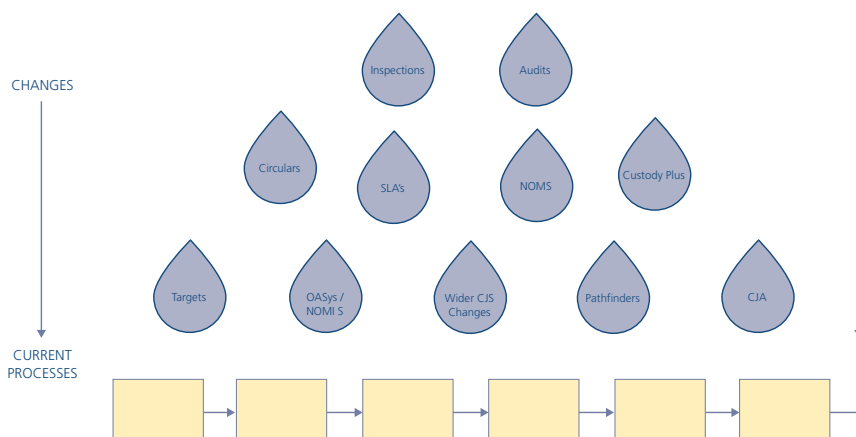 Inspections
Audits
CHANGES
Circulars
SLA's
NOMS
Custody Plus
Targets
OASys /
NOMI S
Wider CJS
Changes
Pathfinders
CJA
CURRENT
PROCESSES